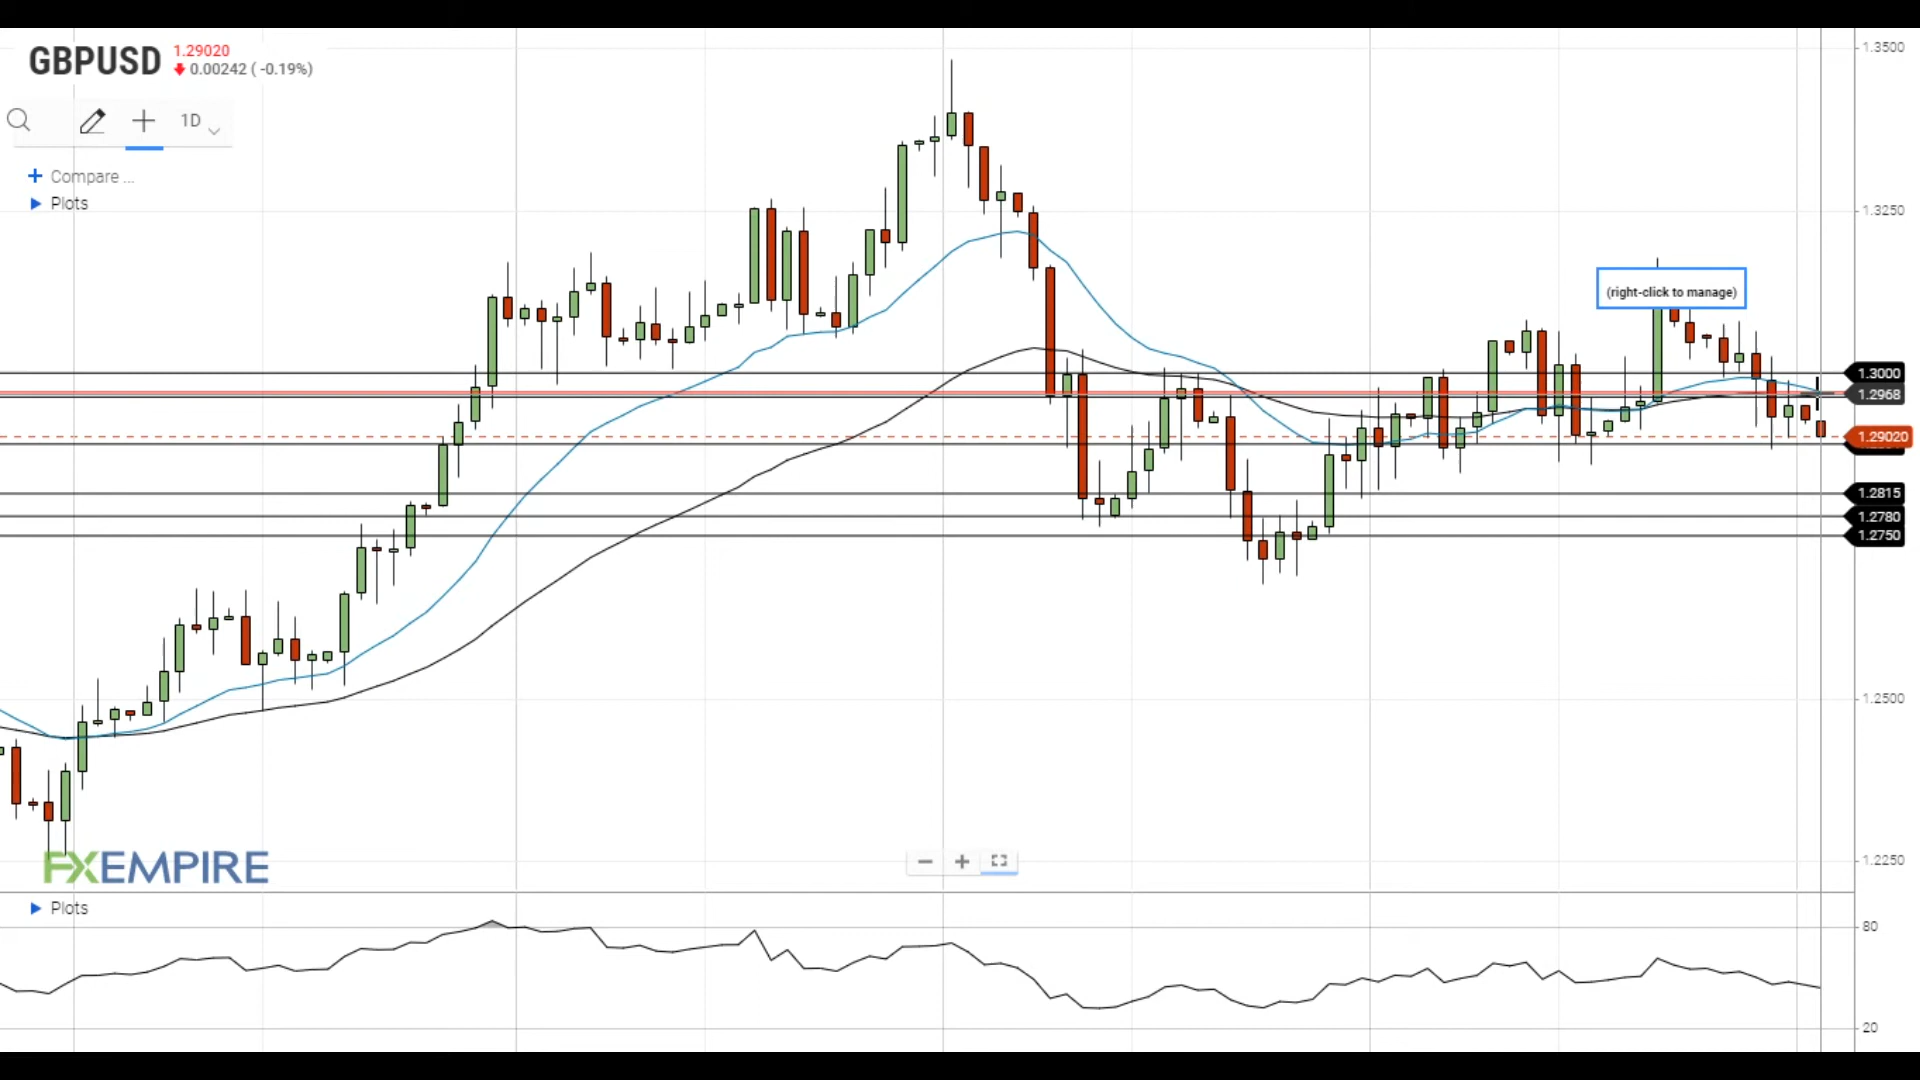 GBPUSD
1.29020
0.00242 ( -0.19%)
1D
Compare ...
Plots
(right-click to manage)
1.3500
1.3250
1.3000
1.2968
1.29020
1.2815
1.2780
1.2750
1.2500
1.2250
FXEMPIRE
Plots
80
20